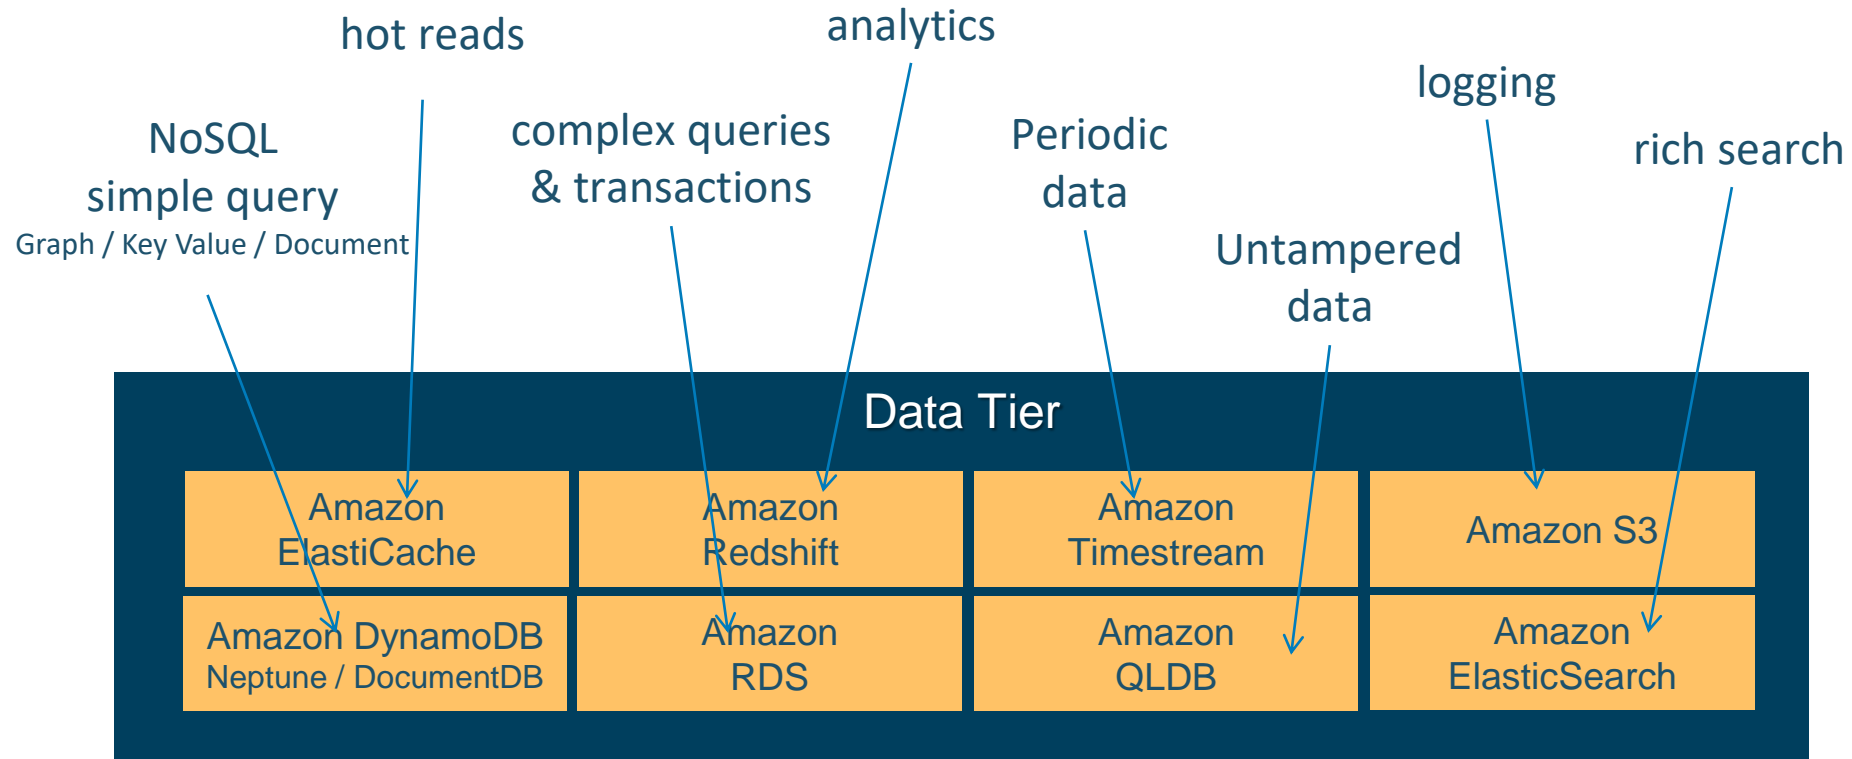 hot reads
analytics
logging
NoSQL
simple query
Graph / Key Value / Document
complex queries
& transactions
Periodic
data
rich search
Untampered
data
Data Tier
Amazon
ElastiCache
Amazon
Redshift
Amazon
Timestream
Amazon S3
Amazon DynamoDB
Neptune / DocumentDB
Amazon
RDS
Amazon
QLDB
Amazon
ElasticSearch